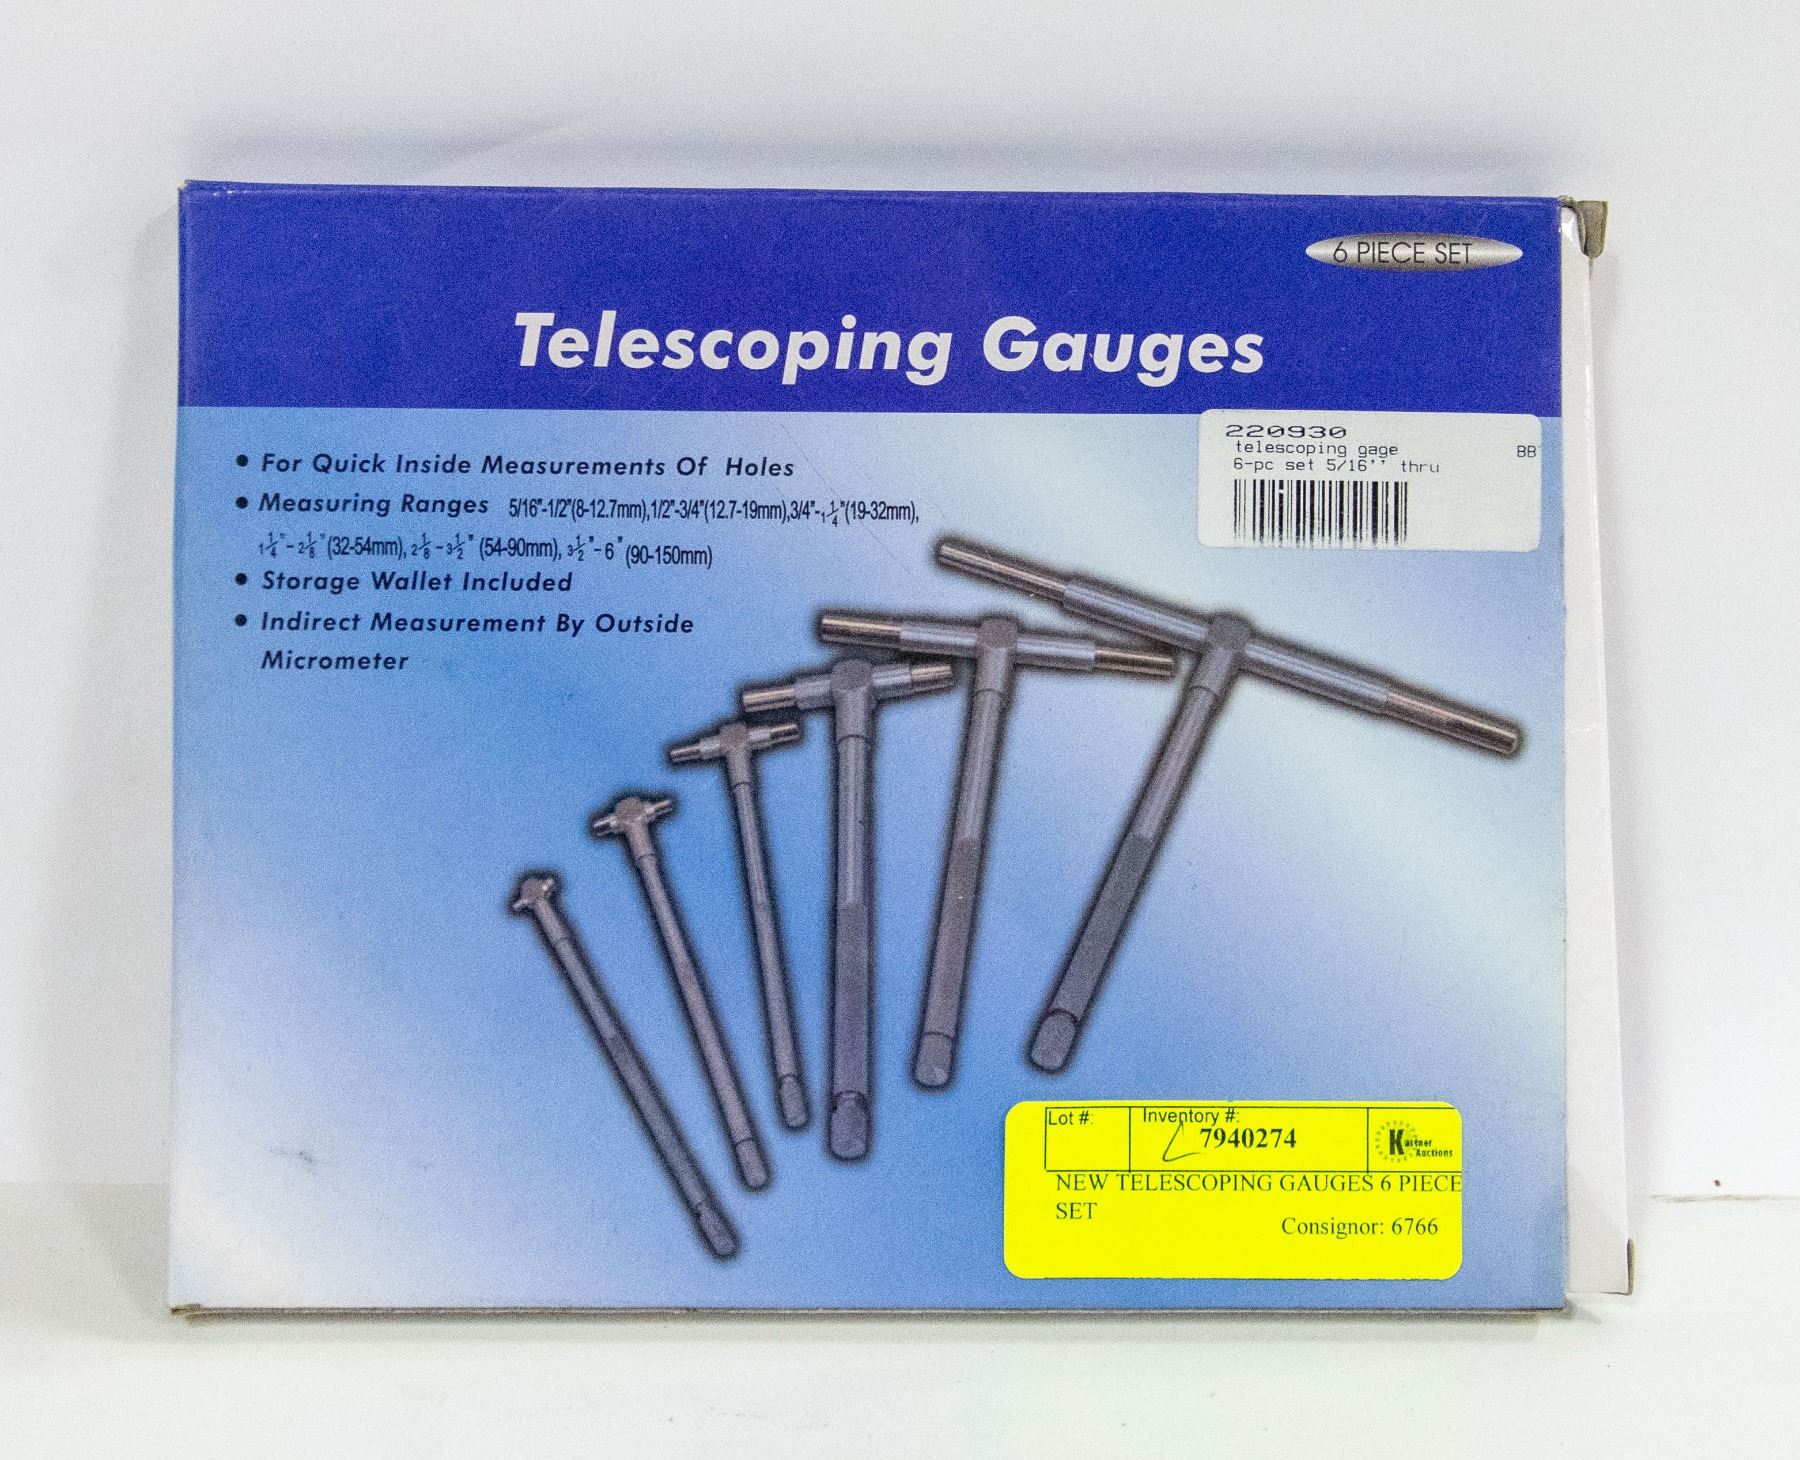 6 PIECE SET
Telescoping Gauges
220930
telescoping gage BB
6-pc set 5/16'' thru
• For Quick Inside Measurements Of Holes
• Measuring Ranges 5/16"-1/2"(8-12.7mm),1/2"-3/4"(12.7-19mm),3/4"-1 1/4"(19-32mm),
1 1/4"-2 1/8"(32-54mm), 2 1/8-3 1/2"(54-90mm), 3 1/2"-6"(90-150mm)
• Storage Wallet Included
• Indirect Measurement By Outside
Micrometer
Lot #: Inventory #:
7940274
Kastner
Auctions
NEW TELESCOPING GAUGES 6 PIECE
SET
Consignor: 6766